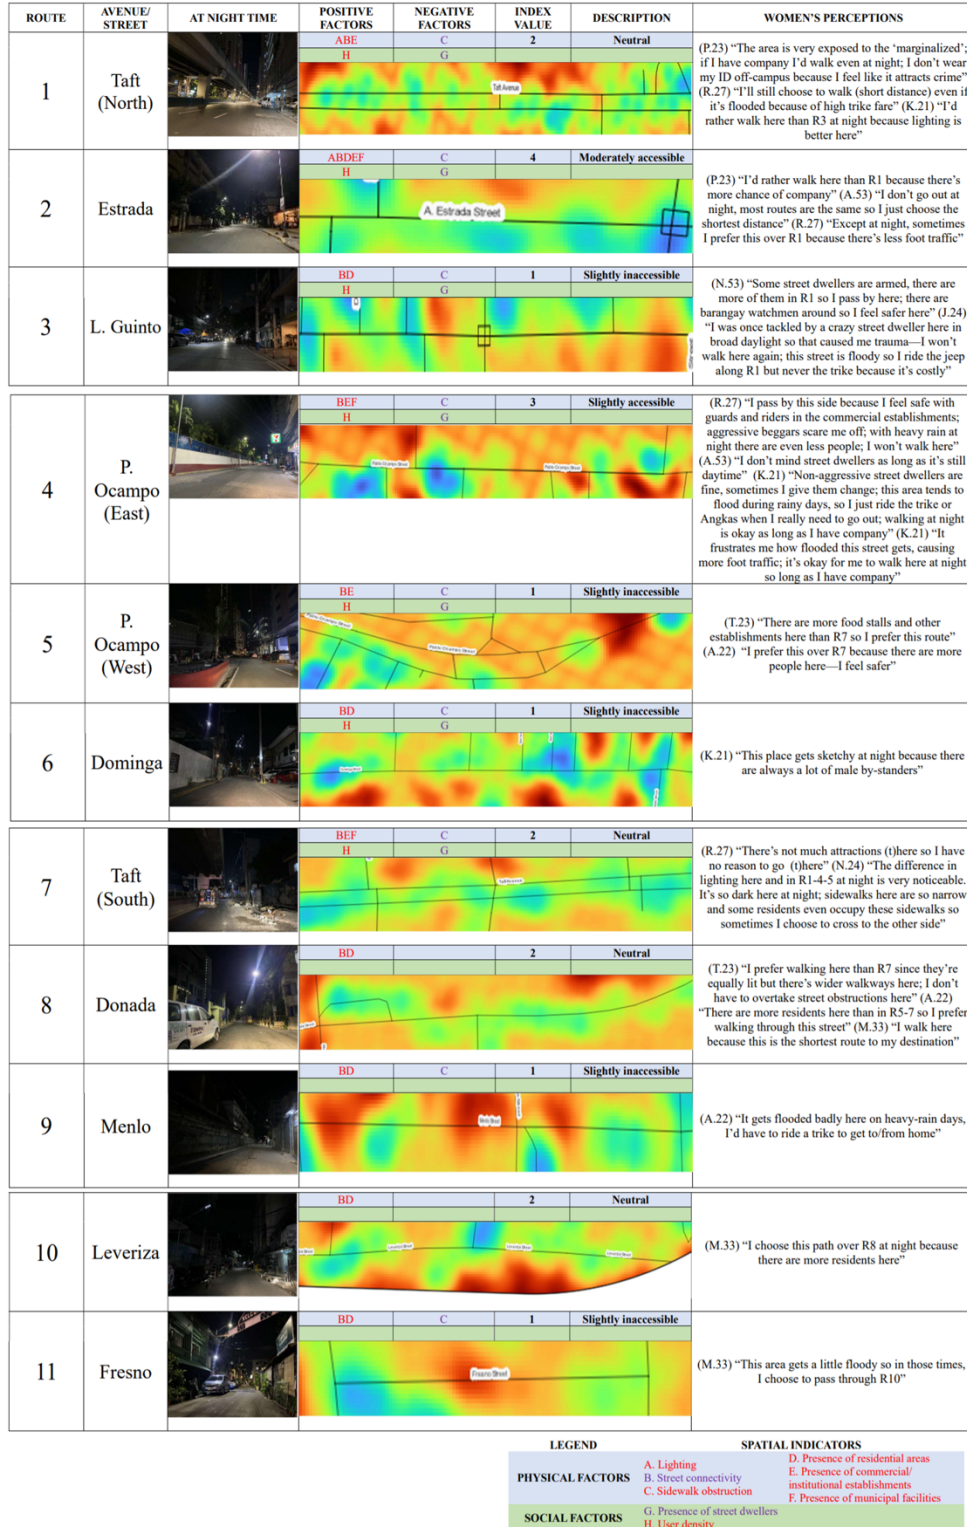 ROUTE AVENUE/ STREET AT NIGHT TIME POSITIVE FACTORS NEGATIVE FACTORS INDEX VALUE DESCRIPTION WOMEN'S PERCEPTIONS
1
Taft
(North)
ABE C 2 Neutral
H G
Taft Avenue
(P.23) “The area is very exposed to the ‘marginalized’;
if I have company I’d walk even at night; I don’t wear
my ID off-campus because I feel like it attracts crime”
(R.27) “I’ll still choose to walk (short distance) even if
it’s flooded because of high trike fare” (K.21) “I’d
rather walk here than R3 at night because lighting is
better here”
2
Estrada
ABDEF C 4 Moderately accessible
H G
A. Estrada Street
(P.23) “I’d rather walk here than R1 because there’s
more chance of company” (A.53) “I don’t go out at
night, most routes are the same so I just choose the
shortest distance” (R.27) “Except at night, sometimes
I prefer this over R1 because there’s less foot traffic”
3
L. Guinto
BD C 1 Slightly inaccessible
H G
(N.53) “Some street dwellers are armed, there are
more of them in R1 so I pass by here; there are
barangay watchmen around so I feel safer here” (J.24)
“I was once tackled by a crazy street dweller here in
broad daylight so that caused me trauma—I won’t
walk here again; this street is floody so I ride the jeep
along R1 but never the trike because it’s costly”
4
P.
Ocampo
(East)
BEF C 3 Slightly accessible
H G
Pablo Ocampo Street
Pablo Ocampo Street
(R.27) “I pass by this side because I feel safe with
guards and riders in the commercial establishments;
aggressive beggars scare me off; with heavy rain at
night there are even less people; I won’t walk here”
(A.53) “I don’t mind street dwellers as long as it’s still
daytime” (K.21) “Non-aggressive street dwellers are
fine, sometimes I give them change; this area tends to
flood during rainy days, so I just ride the trike or
Angkas when I really need to go out; walking at night
is okay as long as I have company” (K.21) “It
frustrates me how flooded this street gets, causing
more foot traffic; it’s okay for me to walk here at night
so long as I have company”
5
P.
Ocampo
(West)
BE C 1 Slightly inaccessible
H G
Pablo Ocampo Street
Pablo Ocampo Street
(T.23) “There are more food stalls and other
establishments here than R7 so I prefer this route”
(A.22) “I prefer this over R7 because there are more
people here—I feel safer”
6
Dominga
BD C 1 Slightly inaccessible
H G
(K.21) “This place gets sketchy at night because there
are always a lot of male by-standers”
7
Taft
(South)
BEF C 2 Neutral
H G
Taft Avenue
(R.27) “There’s not much attractions (t)here so I have
no reason to go (t)here” (N.24) “The difference in
lighting here and in R1-4-5 at night is very noticeable.
It’s so dark here at night; sidewalks here are so narrow
and some residents even occupy these sidewalks so
sometimes I choose to cross to the other side”
8
Donada
BD 2 Neutral
(T.23) “I prefer walking here than R7 since they’re
equally lit but there’s wider walkways here; I don’t
have to overtake street obstructions here” (A.22)
“There are more residents here than in R5-7 so I prefer
walking through this street” (M.33) “I walk here
because this is the shortest route to my destination”
9
Menlo
BD C 1 Slightly inaccessible
Menlo Street
(A.22) “It gets flooded badly here on heavy-rain days,
I’d have to ride a trike to get to/from home”
10
Leveriza
BD 2 Neutral
Leveriza Street
Leveriza Street
Leveriza Street
(M.33) “I choose this path over R8 at night because
there are more residents here”
11
Fresno
BD C 1 Slightly inaccessible
Fresno Street
(M.33) “This area gets a little floody so in those times,
I choose to pass through R10”
LEGEND SPATIAL INDICATORS
PHYSICAL FACTORS
A. Lighting
B. Street connectivity
C. Sidewalk obstruction
D. Presence of residential areas
E. Presence of commercial/
institutional establishments
F. Presence of municipal facilities
SOCIAL FACTORS
G. Presence of street dwellers
H. User density